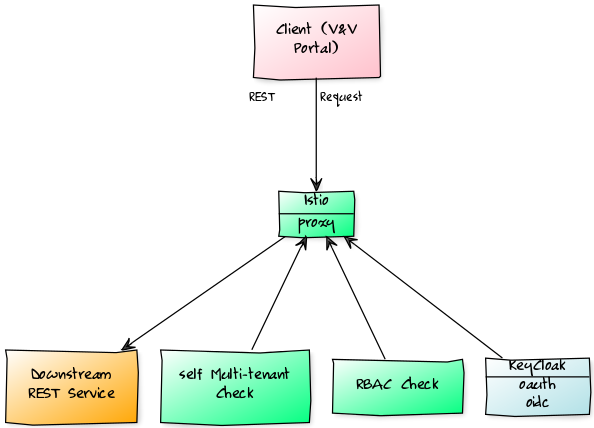 Client (V&V
Portal)
REST Request
Istio
proxy
Downstream
REST Service
self Multi-tenant
Check
RBAC Check
KeyCloak
oauth
oidc